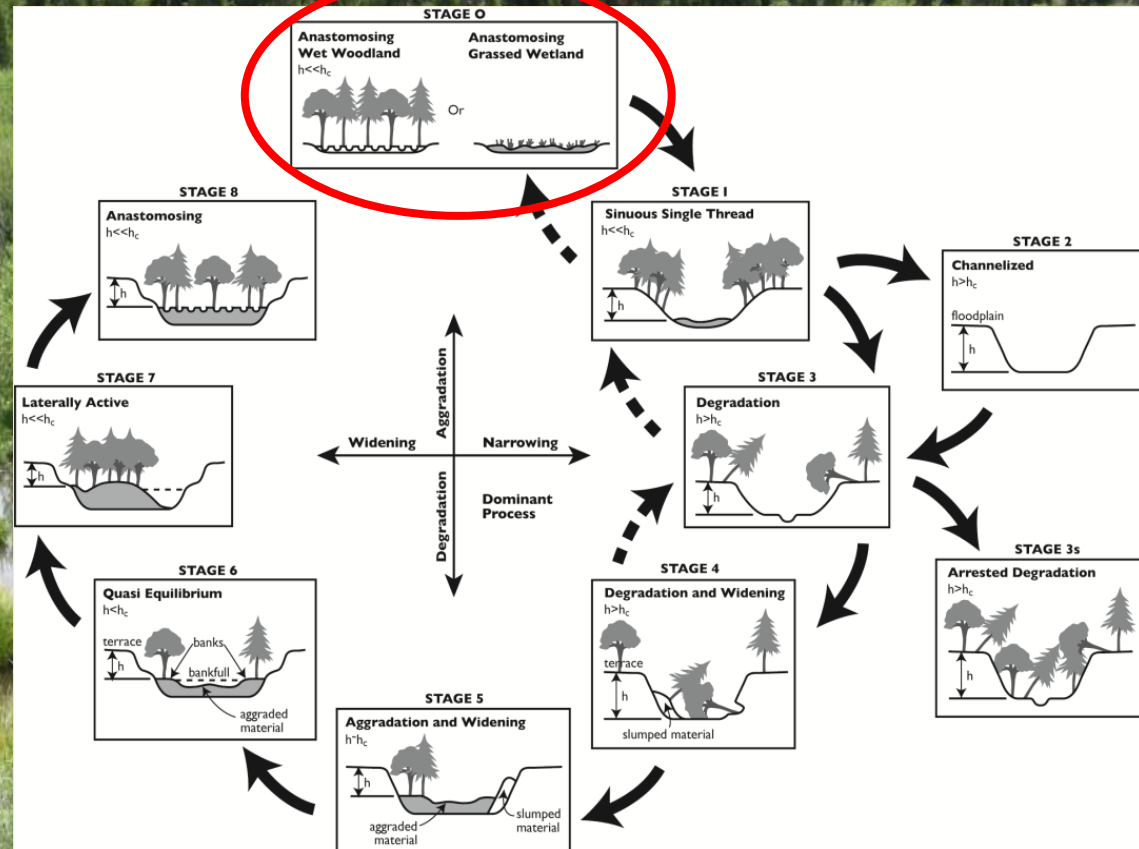 STAGE O
Anastomosing
Wet Woodland
h<<hc
Or
Anastomosing
Grassed Wetland
STAGE I
Sinuous Single Thread
h<<hc
h
STAGE 2
Channelized
h>hc
floodplain
h
STAGE 8
Anastomosing
h<<hc
h
STAGE 3
Degradation
h>hc
h
STAGE 7
Laterally Active
h<<hc
h
Aggradation
Widening
Narrowing
Degradation
Dominant
Process
STAGE 3s
Arrested Degradation
h>hc
h
STAGE 4
Degradation and Widening
h>hc
terrace
h
slumped material
STAGE 6
Quasi Equilibrium
h<hc
terrace
banks
h
bankfull
aggraded
material
STAGE 5
Aggradation and Widening
h~hc
h
aggraded
material
slumped
material